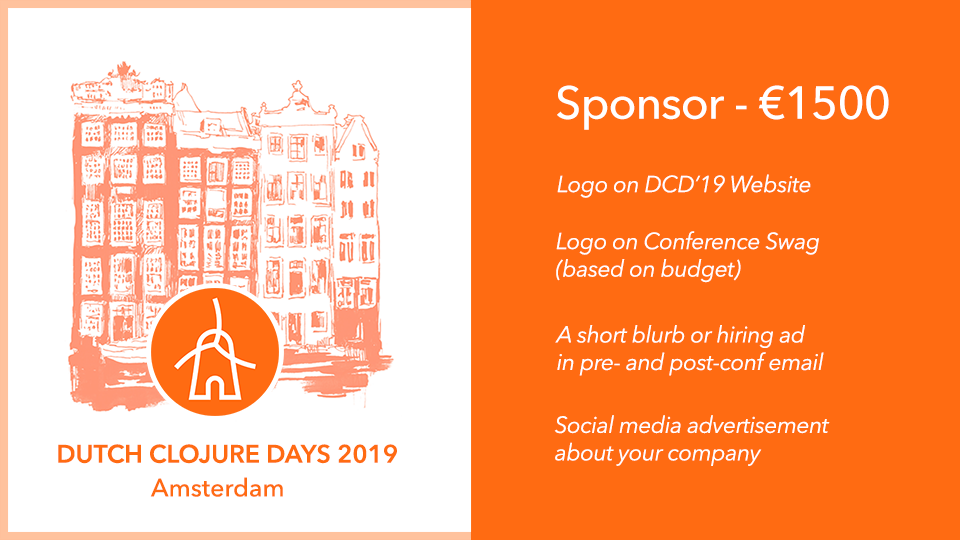 DUTCH CLOJURE DAYS 2019
Amsterdam
Sponsor - €1500
Logo on DCD’19 Website
Logo on Conference Swag
(based on budget)
A short blurb or hiring ad
in pre- and post-conf email
Social media advertisement
about your company